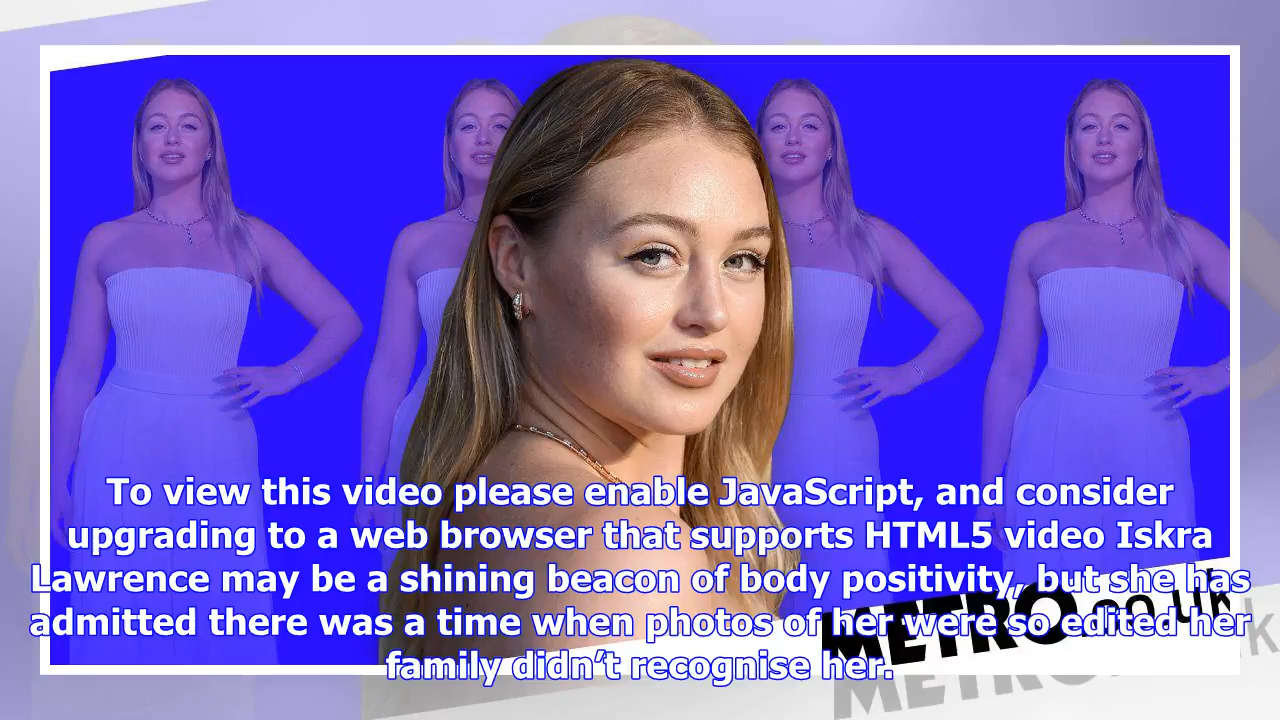 To view this video please enable JavaScript, and consider
upgrading to a web browser that supports HTML5 video Iskra
Lawrence may be a shining beacon of body positivity, but she has
admitted there was a time when photos of her were so edited her
family didn’t recognise her.
METRO.co.uk